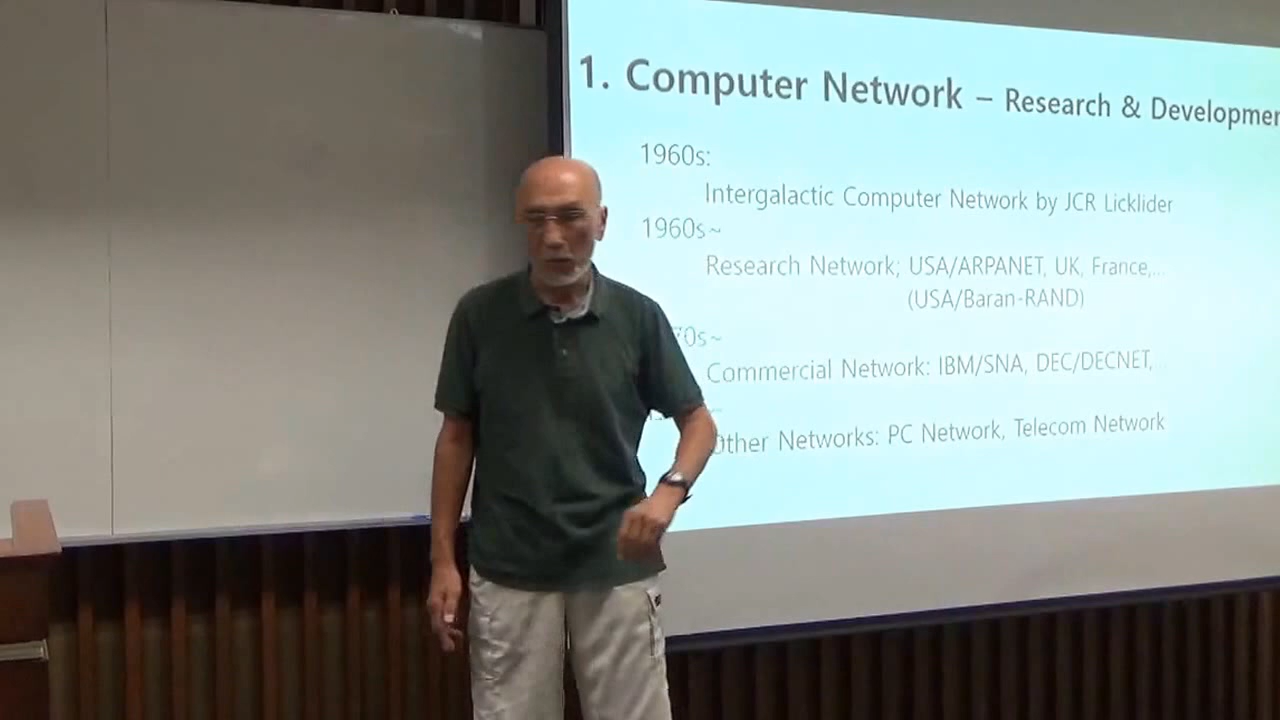 1. Computer Network – Research & Developmen
1960s:
Intergalactic Computer Network by JCR Licklider
1960s~
Research Network; USA/ARPANET, UK, France,...
(USA/Baran-RAND)
70s~
Commercial Network: IBM/SNA, DEC/DECNET,
Other Networks: PC Network, Telecom Network